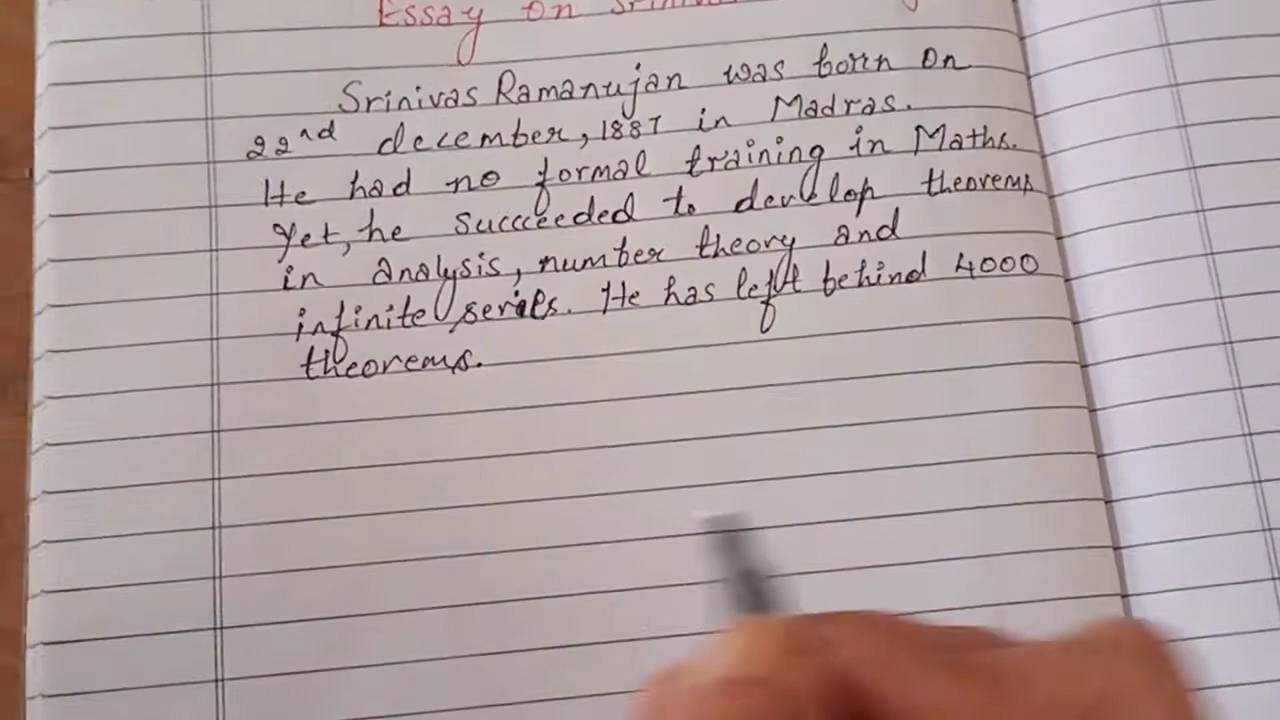 Essay on
Srinivas Ramanujan was born on
22nd december, 1887 in Madras.
He had no formal training in Maths.
Yet, he succceeded to develop theorems
in analysis, number theory and
infinite series. He has left behind 4000
theorems.